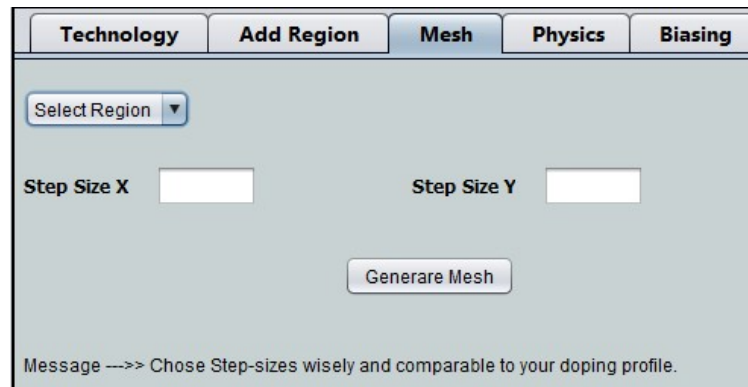 Technology Add Region Mesh Physics Biasing
Select Region
Step Size X Step Size Y
Generare Mesh
Message --->> Chose Step-sizes wisely and comparable to your doping profile.